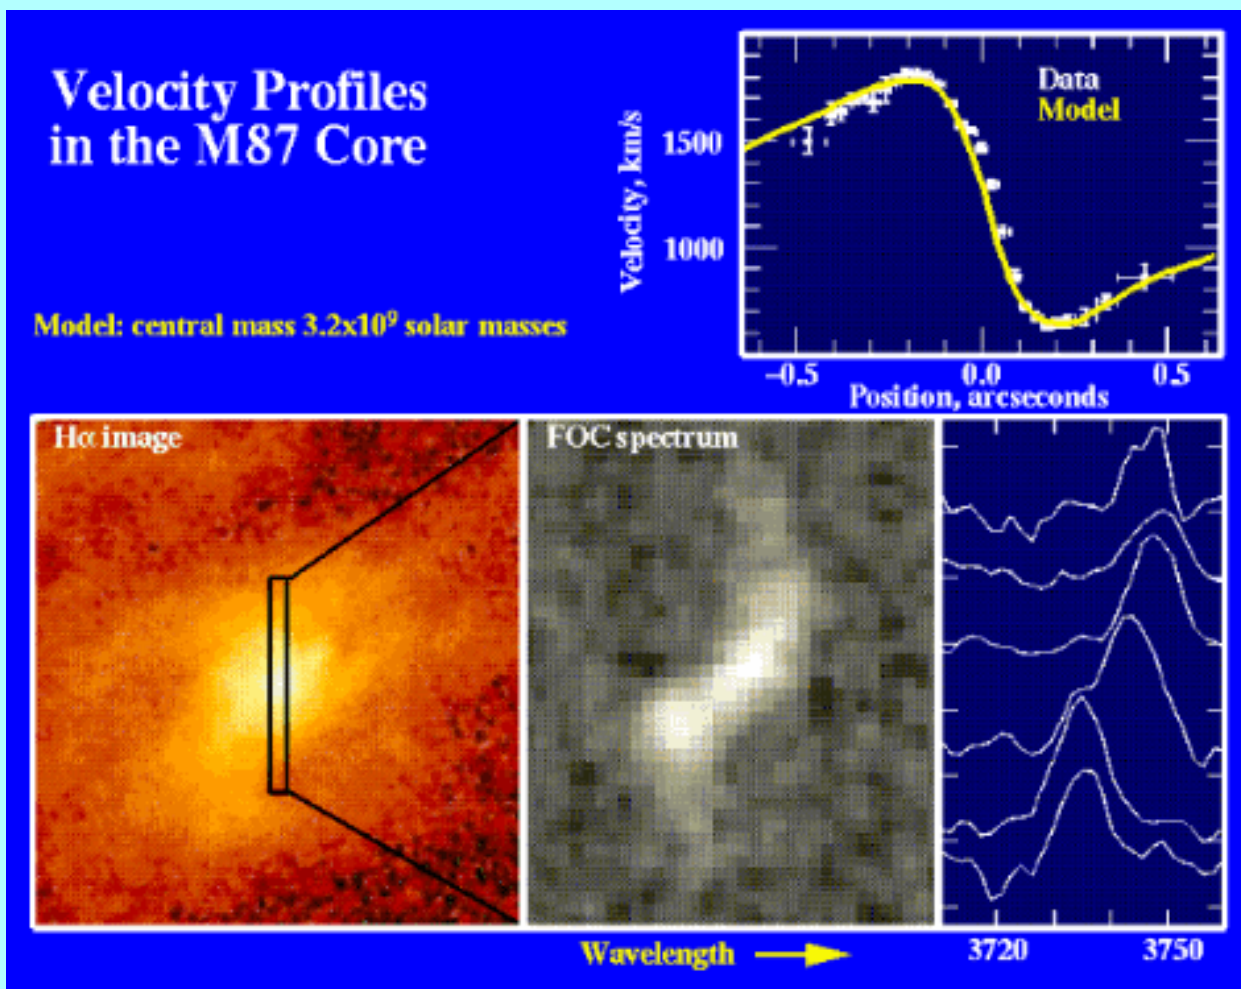 Velocity Profiles
in the M87 Core
Model: central mass 3.2x10⁹ solar masses
Data
Model
Velocity, km/s
1500
1000
−0.5 0.0 0.5
Position, arcseconds
Hα image
FOC spectrum
Wavelength
3720 3750